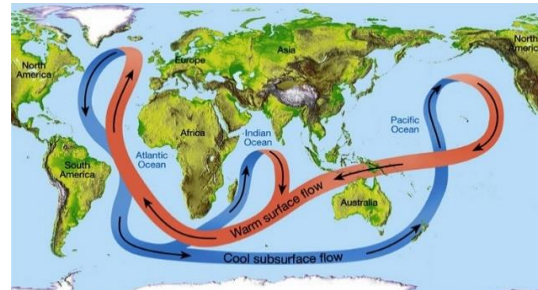 North
America
Europe
Asia
North
America
Africa
Indian
Ocean
Pacific
Ocean
Atlantic
Ocean
South
America
Australia
Warm surface flow
Cool subsurface flow